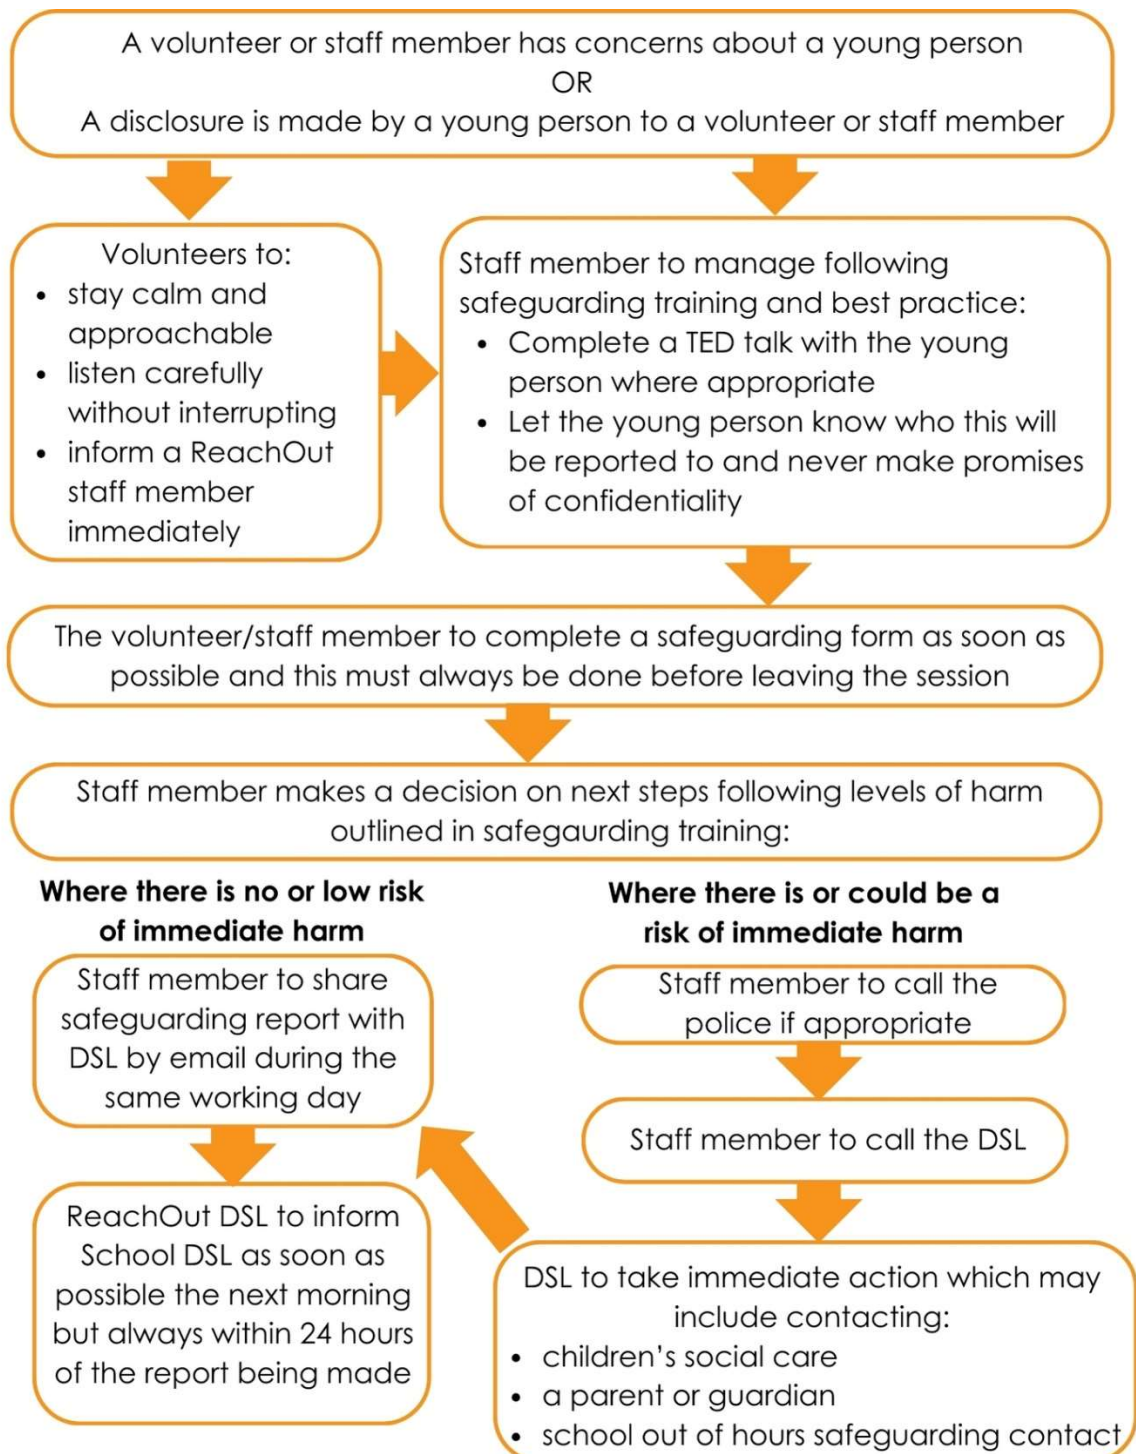 A volunteer or staff member has concerns about a young person
OR
A disclosure is made by a young person to a volunteer or staff member
Volunteers to:
• stay calm and
approachable
• listen carefully
without interrupting
• inform a ReachOut
staff member
immediately
Staff member to manage following
safeguarding training and best practice:
• Complete a TED talk with the young
person where appropriate
• Let the young person know who this will
be reported to and never make promises
of confidentiality
The volunteer/staff member to complete a safeguarding form as soon as
possible and this must always be done before leaving the session
Staff member makes a decision on next steps following levels of harm
outlined in safegaurding training:
Where there is no or low risk
of immediate harm
Staff member to share
safeguarding report with
DSL by email during the
same working day
ReachOut DSL to inform
School DSL as soon as
possible the next morning
but always within 24 hours
of the report being made
Where there is or could be a
risk of immediate harm
Staff member to call the
police if appropriate
Staff member to call the DSL
DSL to take immediate action which may
include contacting:
• children's social care
• a parent or guardian
• school out of hours safeguarding contact